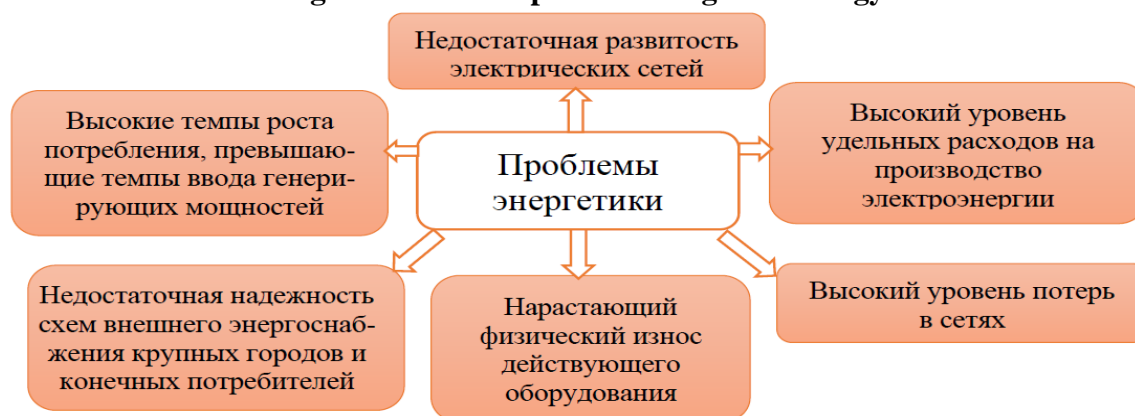 Недостаточная развитость
электрических сетей
Высокие темпы роста
потребления, превышаю-
щие темпы ввода генери-
рующих мощностей
Проблемы
энергетики
Высокий уровень
удельных расходов на
производство
электроэнергии
Недостаточная надежность
схем внешнего энергоснаб-
жения крупных городов и
конечных потребителей
Нарастающий
физический износ
действующего
оборудования
Высокий уровень потерь
в сетях